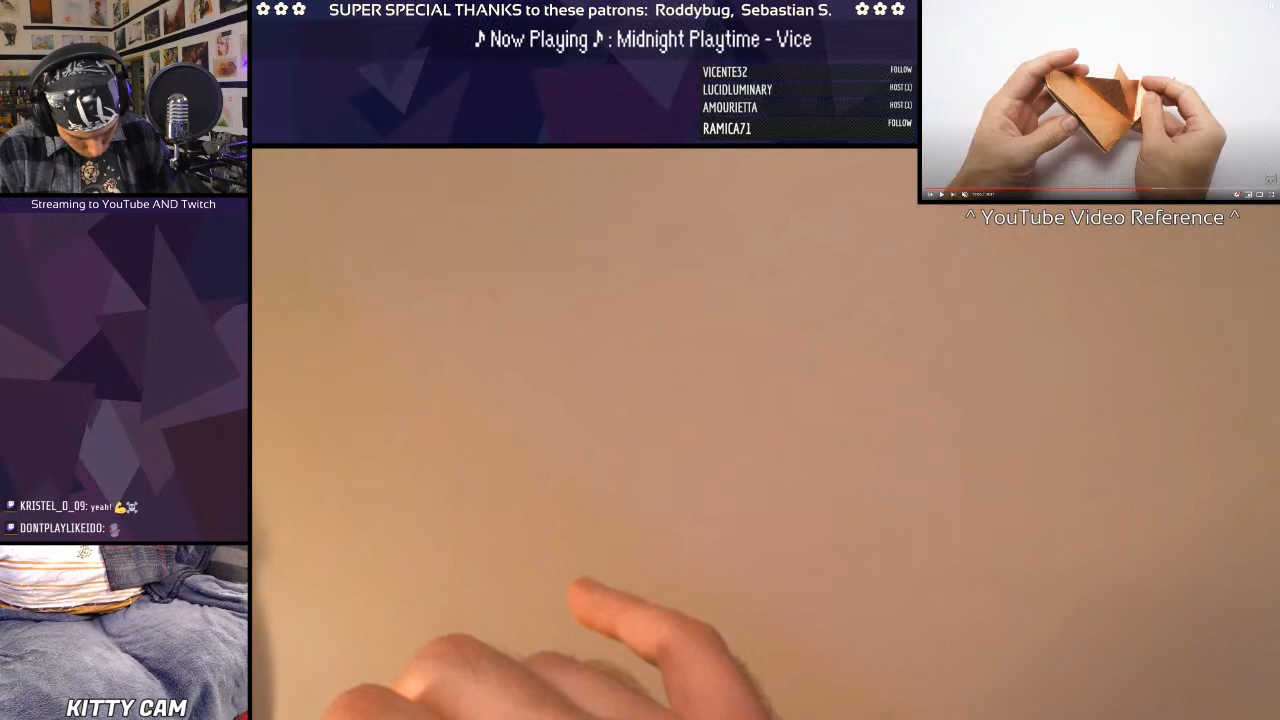 SUPER SPECIAL THANKS to these patrons: Roddybug, Sebastian S.
♪ Now Playing ♪ : Midnight Playtime - Vice
VICENTE32 FOLLOW
LUCIDLUMINARY HOST (1)
AMOURIETTA HOST (1)
RAMICA71 FOLLOW
^ YouTube Video Reference ^
Streaming to YouTube AND Twitch
KRISTEL_D_09: yeah! 💪☠️
DONTPLAYLIKEIDO:
KITTY CAM